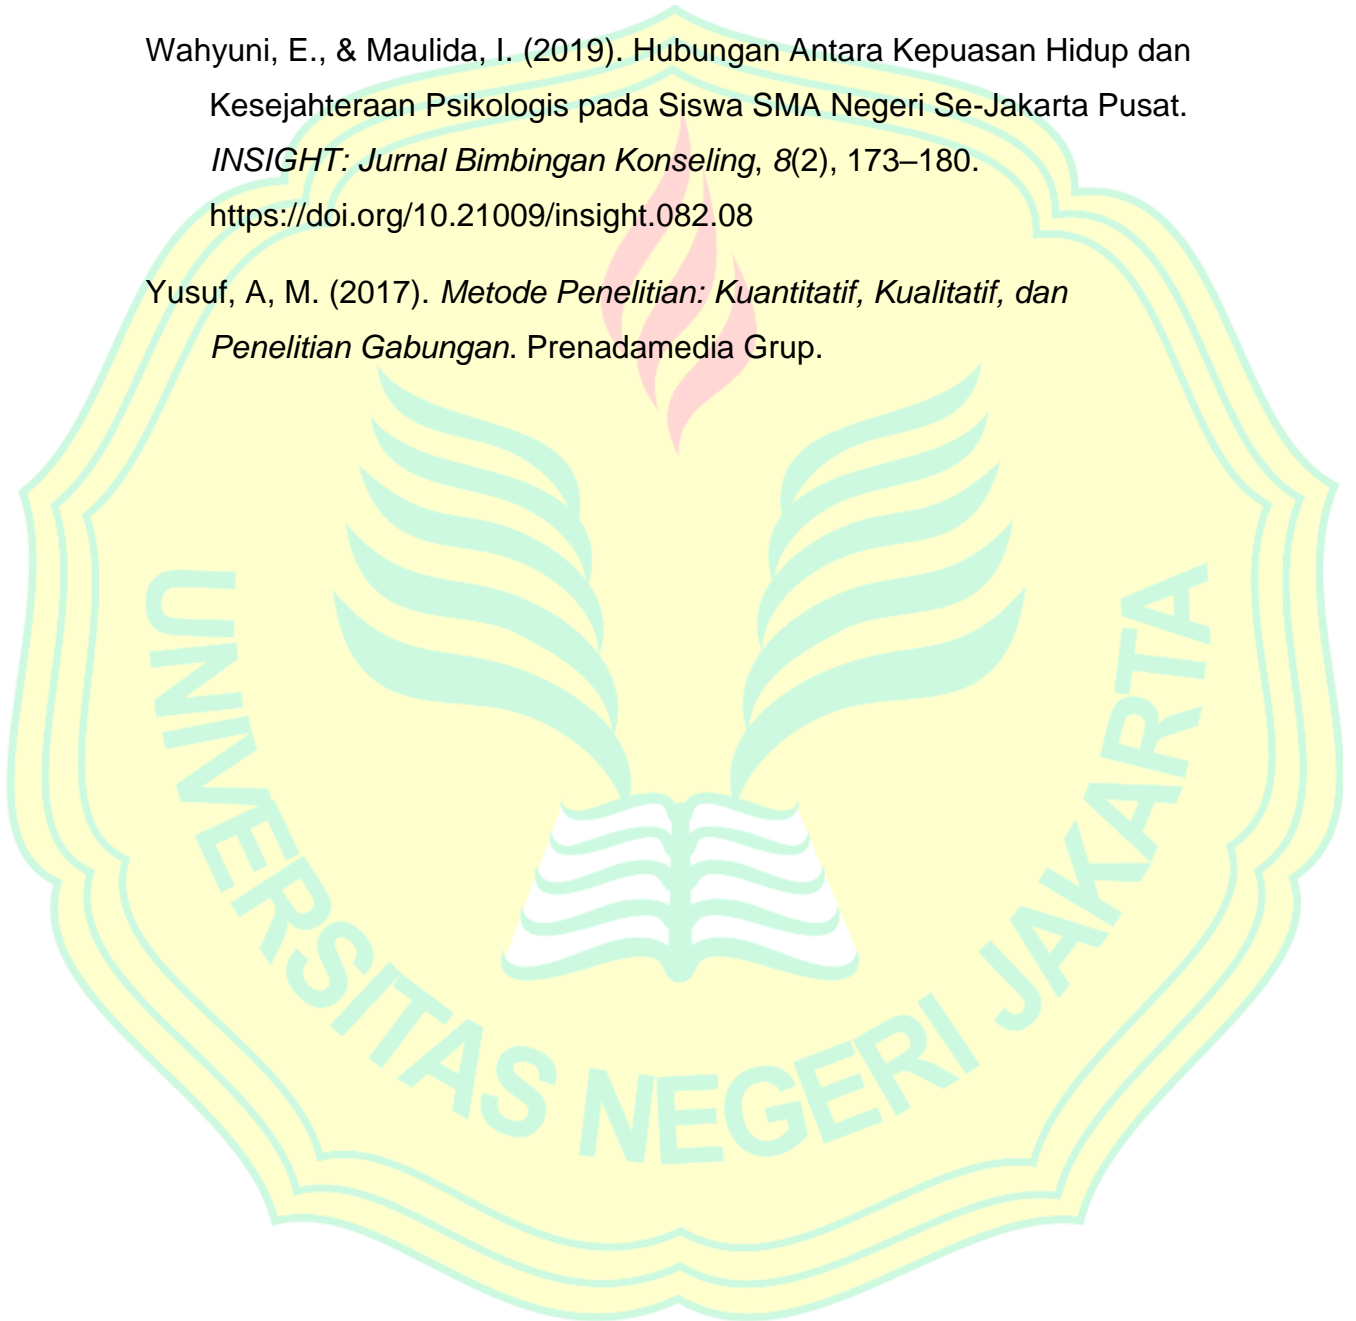 Wahyuni, E., & Maulida, I. (2019). Hubungan Antara Kepuasan Hidup dan
Kesejahteraan Psikologis pada Siswa SMA Negeri Se-Jakarta Pusat.
INSIGHT: Jurnal Bimbingan Konseling, 8(2), 173–180.
https://doi.org/10.21009/insight.082.08
Yusuf, A, M. (2017). Metode Penelitian: Kuantitatif, Kualitatif, dan
Penelitian Gabungan. Prenadamedia Grup.
UNIVERSITAS NEGERI JAKARTA